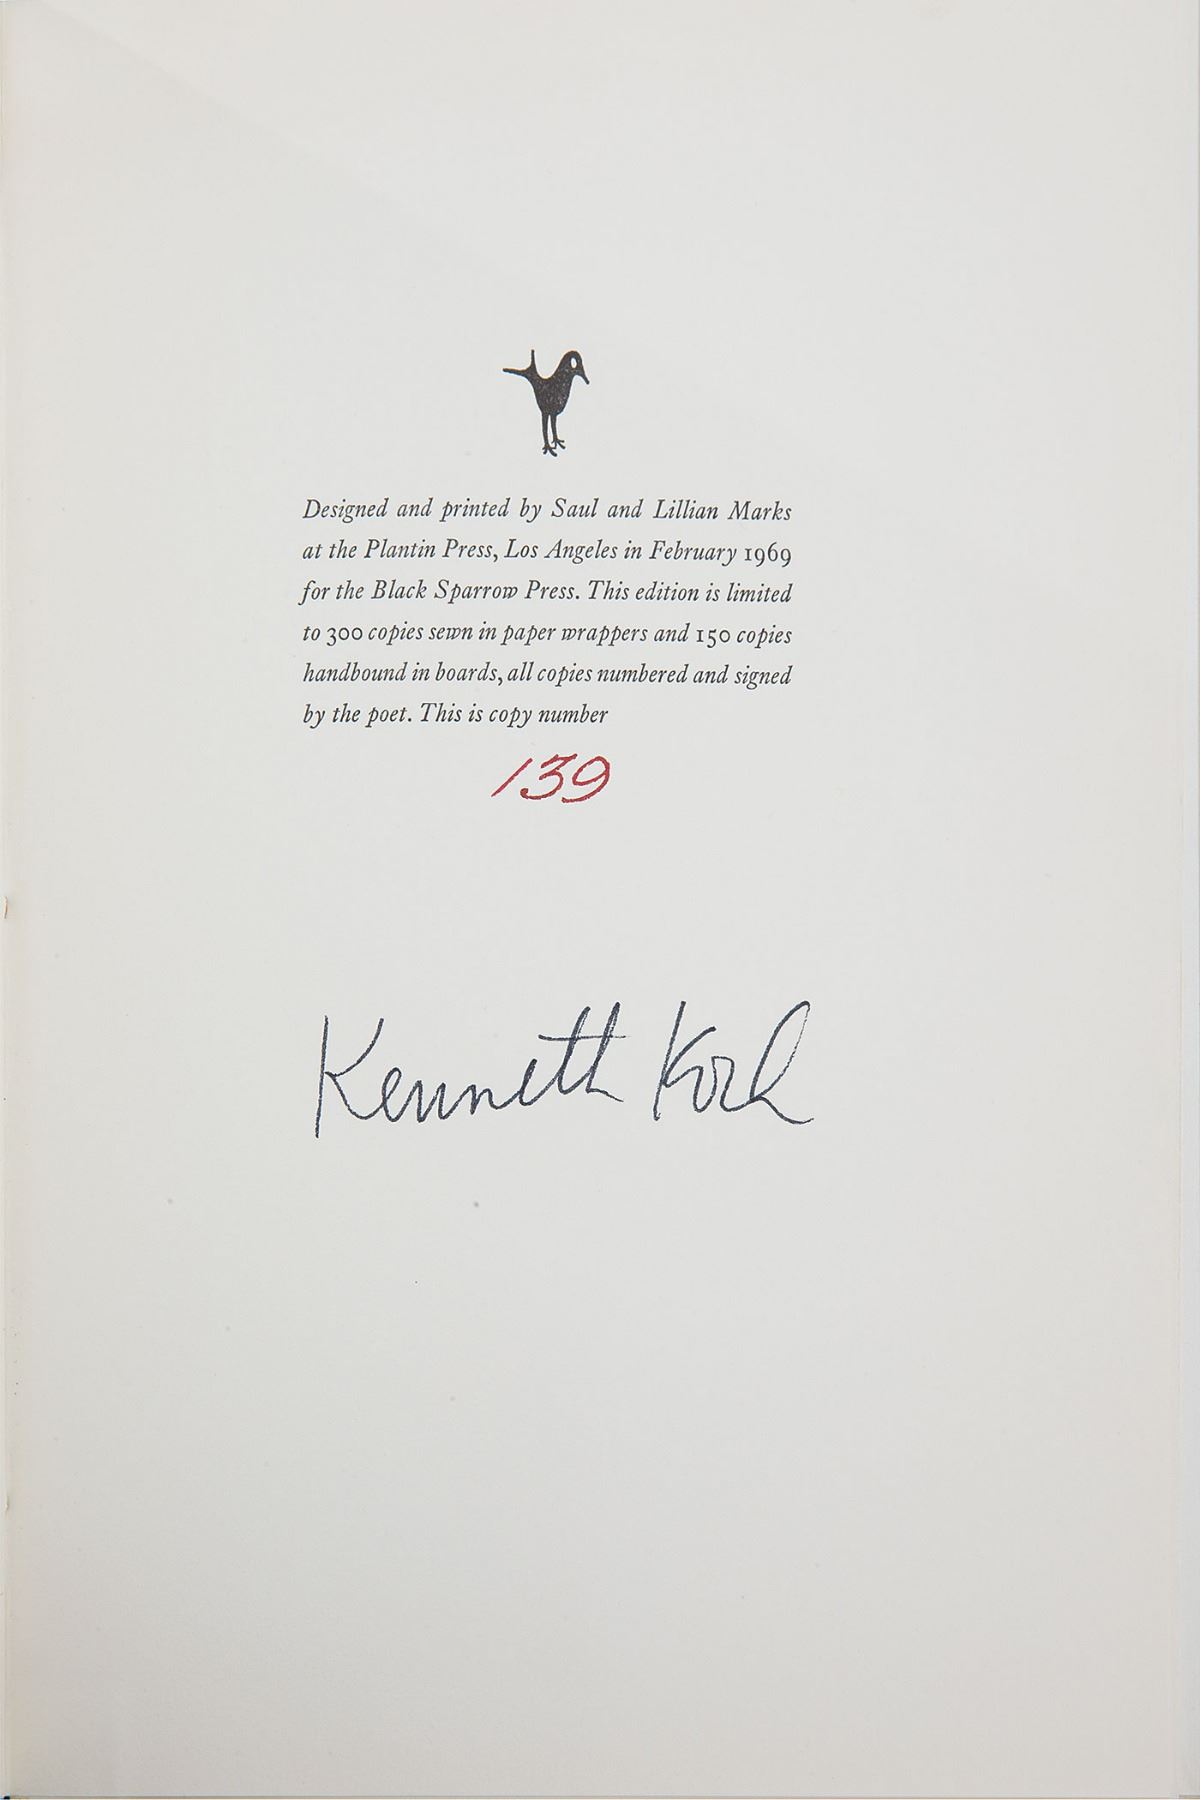 Designed and printed by Saul and Lillian Marks
at the Plantin Press, Los Angeles in February 1969
for the Black Sparrow Press. This edition is limited
to 300 copies sewn in paper wrappers and 150 copies
handbound in boards, all copies numbered and signed
by the poet. This is copy number
139
Kenneth Koch